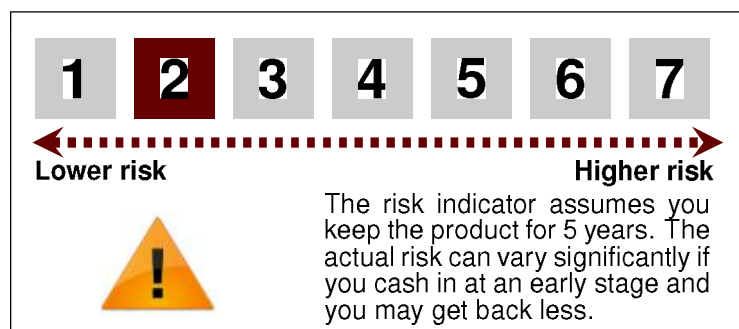 1 2 3 4 5 6 7
Lower risk Higher risk
The risk indicator assumes you
keep the product for 5 years. The
actual risk can vary significantly if
you cash in at an early stage and
you may get back less.